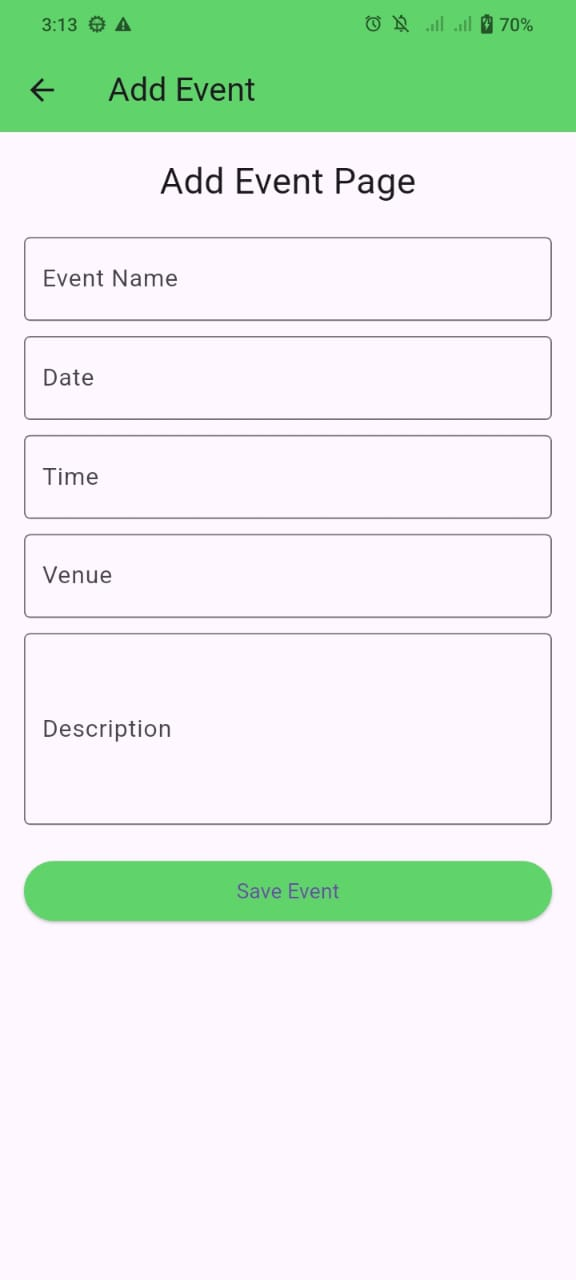 3:13 70%
Add Event
Add Event Page
Event Name
Date
Time
Venue
Description
Save Event